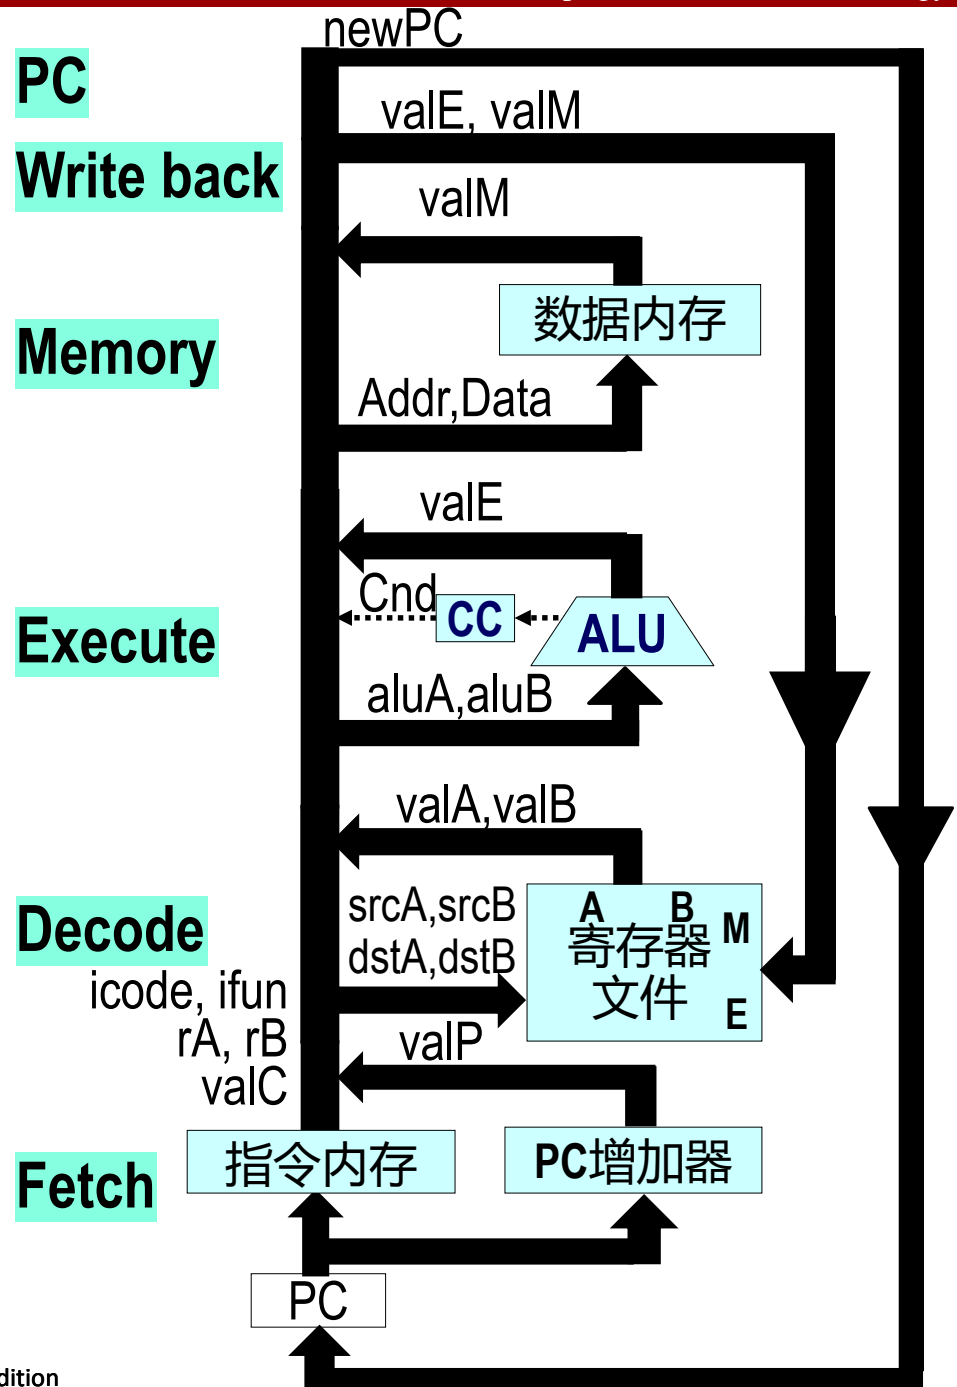 newPC
PC
valE, valM
Write back
valM
数据内存
Memory
Addr,Data
valE
Cnd
CC
ALU
Execute
aluA,aluB
valA,valB
srcA,srcB
A
B
M
Decode
寄存器
dstA,dstB
文件
E
icode, ifun
rA, rB
valP
valC
指令内存
PC增加器
Fetch
PC
dition